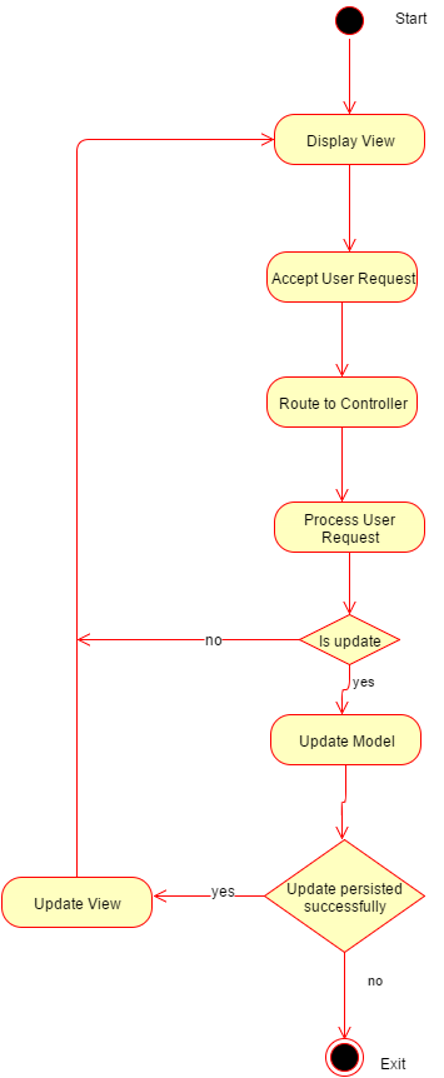 Start
Display View
Accept User Request
Route to Controller
Process User
Request
Is update
no
yes
Update Model
Update persisted
successfully
yes
Update View
no
Exit